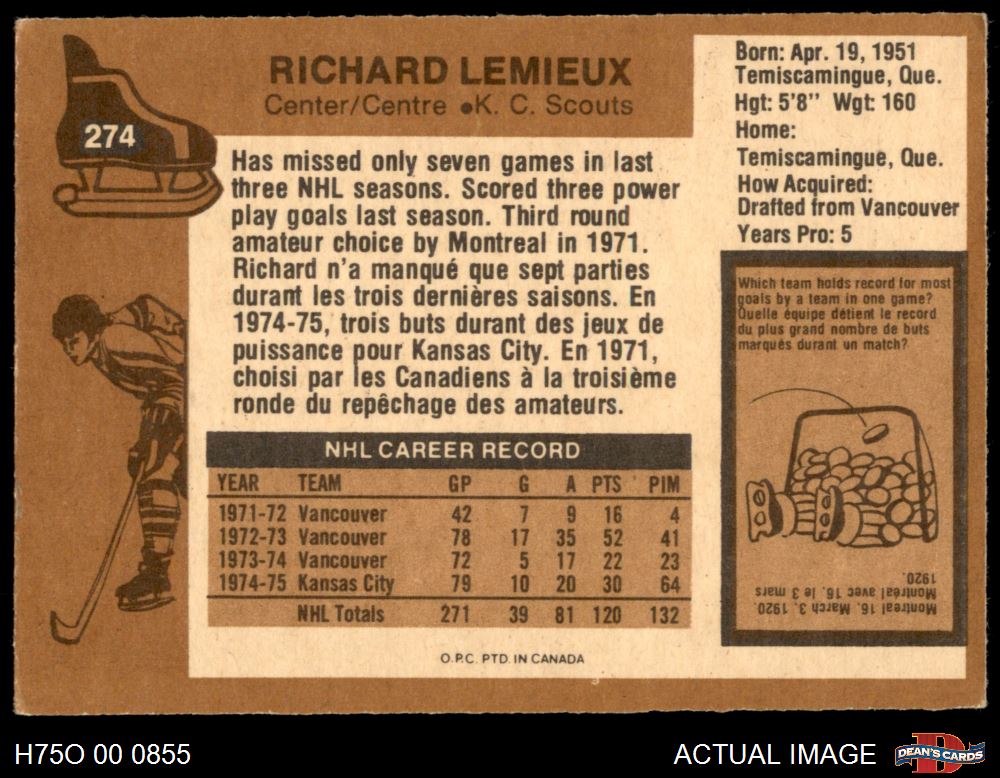 274
RICHARD LEMIEUX
Center/Centre •K. C. Scouts
Has missed only seven games in last
three NHL seasons. Scored three power
play goals last season. Third round
amateur choice by Montreal in 1971.
Richard n'a manqué que sept parties
durant les trois dernières saisons. En
1974-75, trois buts durant des jeux de
puissance pour Kansas City. En 1971,
choisi par les Canadiens à la troisième
ronde du repêchage des amateurs.
Born: Apr. 19, 1951
Temiscamingue, Que.
Hgt: 5'8" Wgt: 160
Home:
Temiscamingue, Que.
How Acquired:
Drafted from Vancouver
Years Pro: 5
Which team holds record for most
goals by a team in one game?
Quelle équipe détient le record
du plus grand nombre de buts
marqués durant un match?
Montreal 16, March 3, 1920.
Montréal avec 16, le 3 mars
1920.
NHL CAREER RECORD
YEAR TEAM GP G A PTS PIM
1971-72 Vancouver 42 7 9 16 4
1972-73 Vancouver 78 17 35 52 41
1973-74 Vancouver 72 5 17 22 23
1974-75 Kansas City 79 10 20 30 64
NHL Totals 271 39 81 120 132
O.P.C. PTD. IN CANADA
H75O 00 0855
ACTUAL IMAGE
DEAN'S CARDS